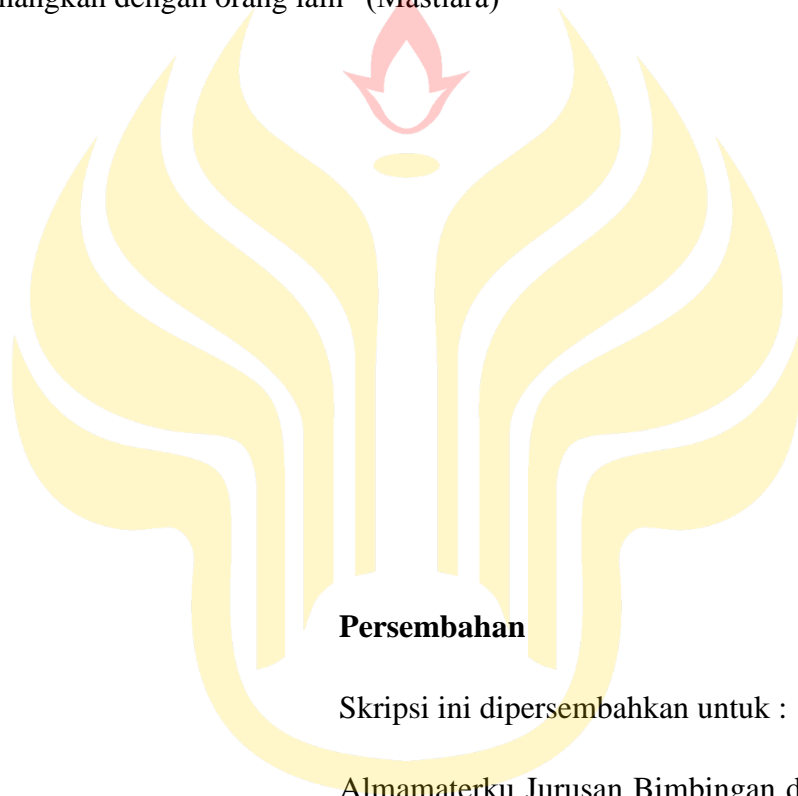 dengan orang lain" (Mastiara)
Persembahan
Skripsi ini dipersembahkan untuk :
Almamaterku Jurusan Bimbingan